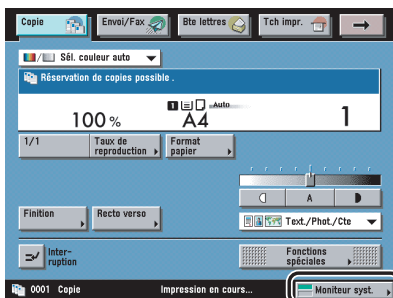 Copie
Envoi/Fax
Bte lettres
Tch impr.
Sél. couleur auto
Réservation de copies possible .
100 %
1 Auto
A4
1
1/1
Taux de
reproduction
Format
papier
A
Finition
Recto verso
Text./Phot./Cte
Inter-
ruption
Fonctions
spéciales
0001 Copie
Impression en cours...
Moniteur syst.